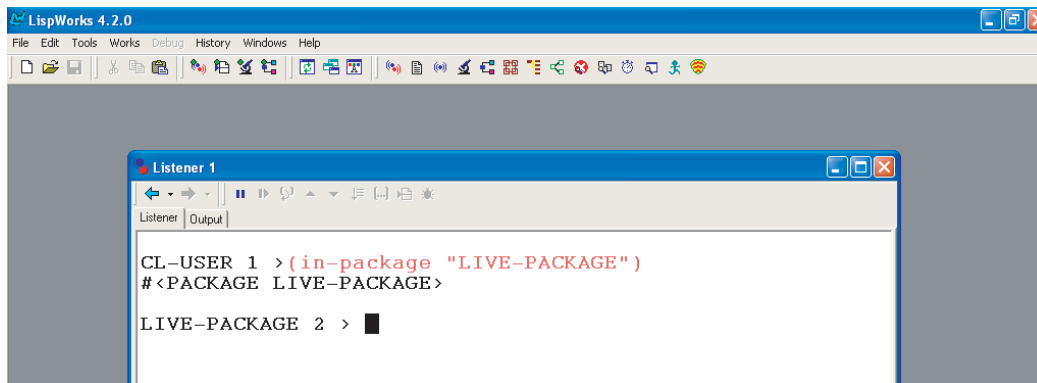 LispWorks 4.2.0
File Edit Tools Works Debug History Windows Help
Listener 1
Listener Output
CL-USER 1 >(in-package "LIVE-PACKAGE")
#<PACKAGE LIVE-PACKAGE>
LIVE-PACKAGE 2 >